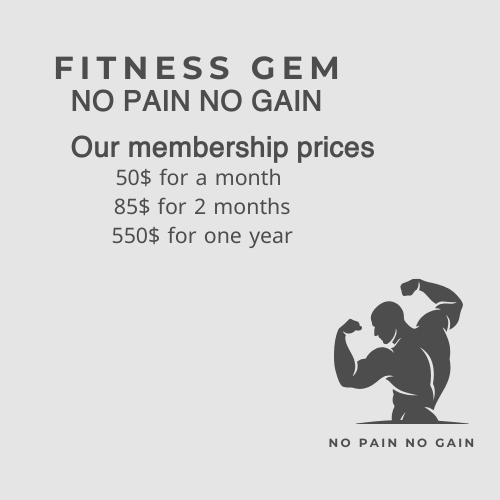 FITNESS GEM
NO PAIN NO GAIN
Our membership prices
50$ for a month
85$ for 2 months
550$ for one year
NO PAIN NO GAIN